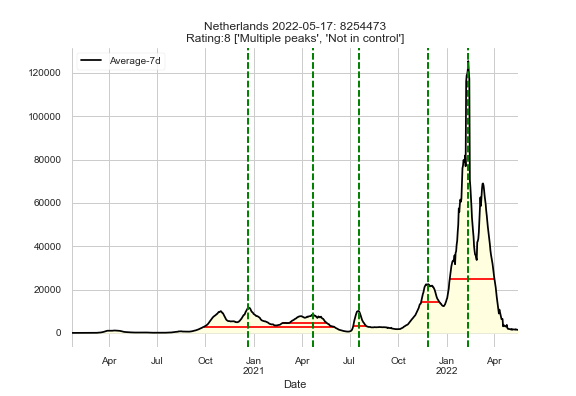 Netherlands 2022-05-17: 8254473
Rating:8 ['Multiple peaks', 'Not in control']
Average-7d
120000
100000
80000
60000
40000
20000
0
Apr Jul Oct Jan Apr Jul Oct Jan Apr
2021 2022
Date